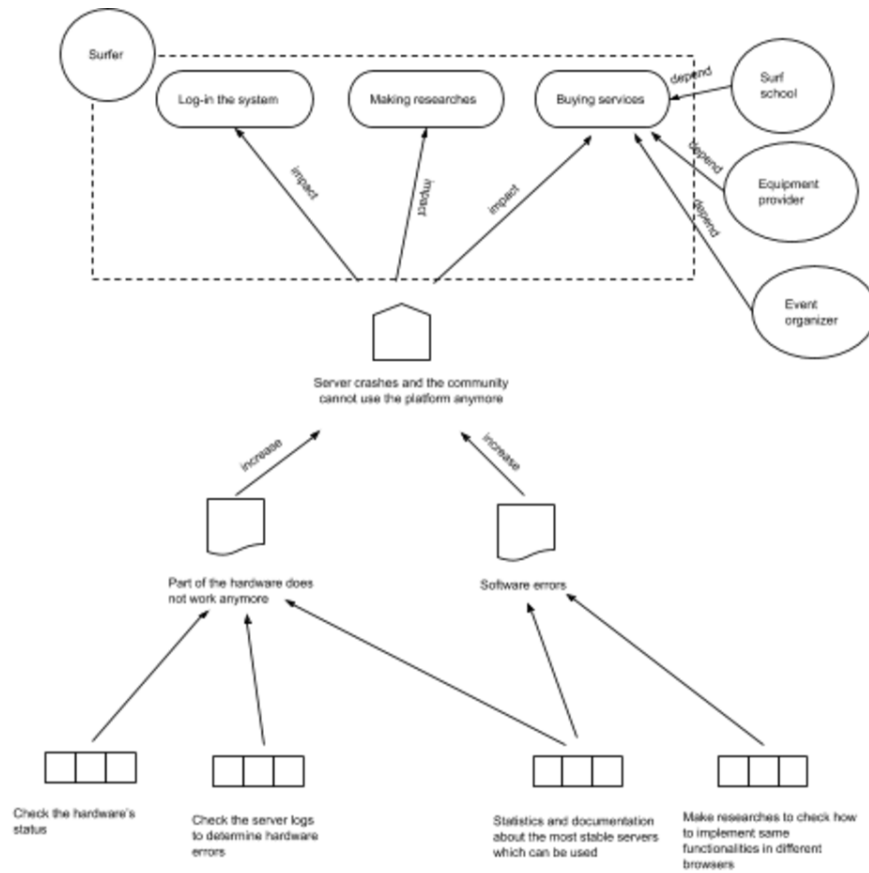 Surfer
Log-in the system
Making researches
Buying services
depend
Surf
school
impact
impact
impact
depend
Equipment
provider
depend
Event
organizer
Server crashes and the community
cannot use the platform anymore
increase
increase
Part of the hardware does
not work anymore
Software errors
Check the hardware's
status
Check the server logs
to determine hardware
errors
Statistics and documentation
about the most stable servers
which can be used
Make researches to check how
to implement same
functionalities in different
browsers